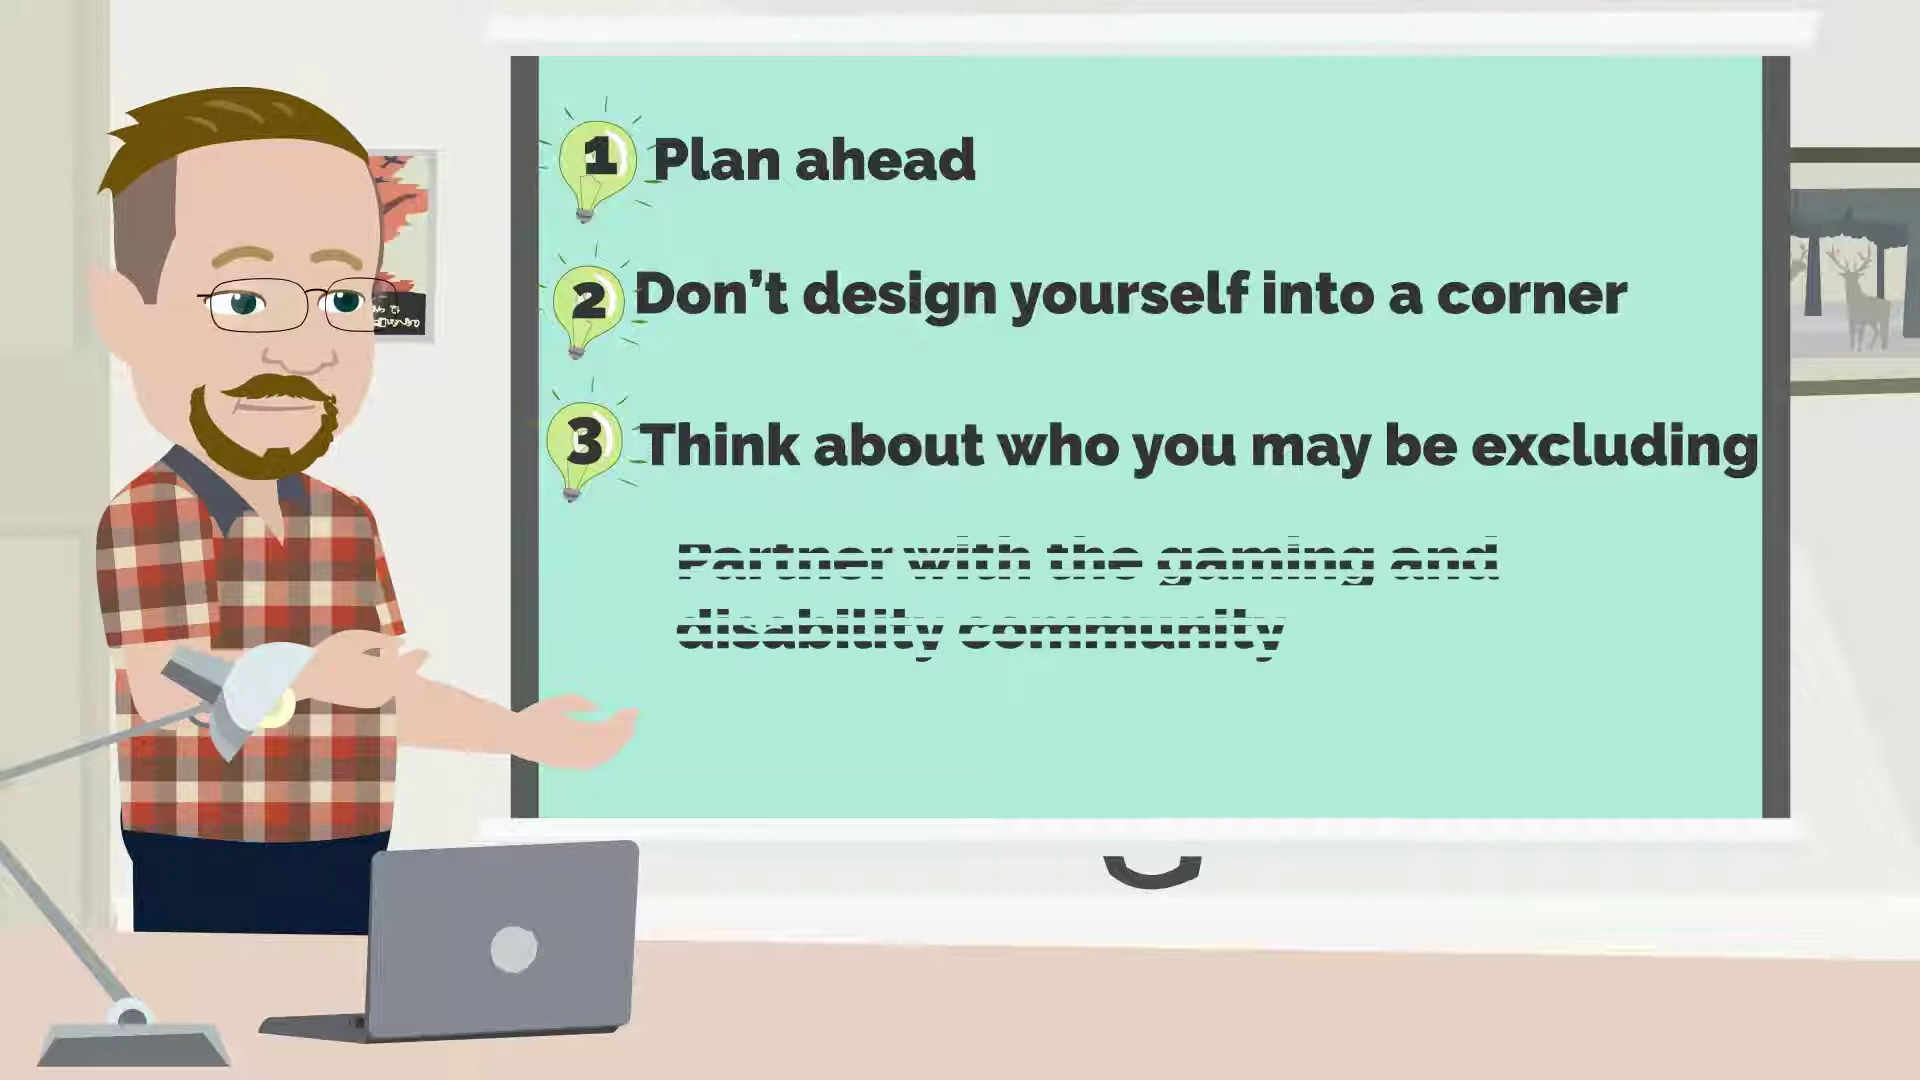 1 Plan ahead
2 Don't design yourself into a corner
3 Think about who you may be excluding
Partner with the gaming and
disability community